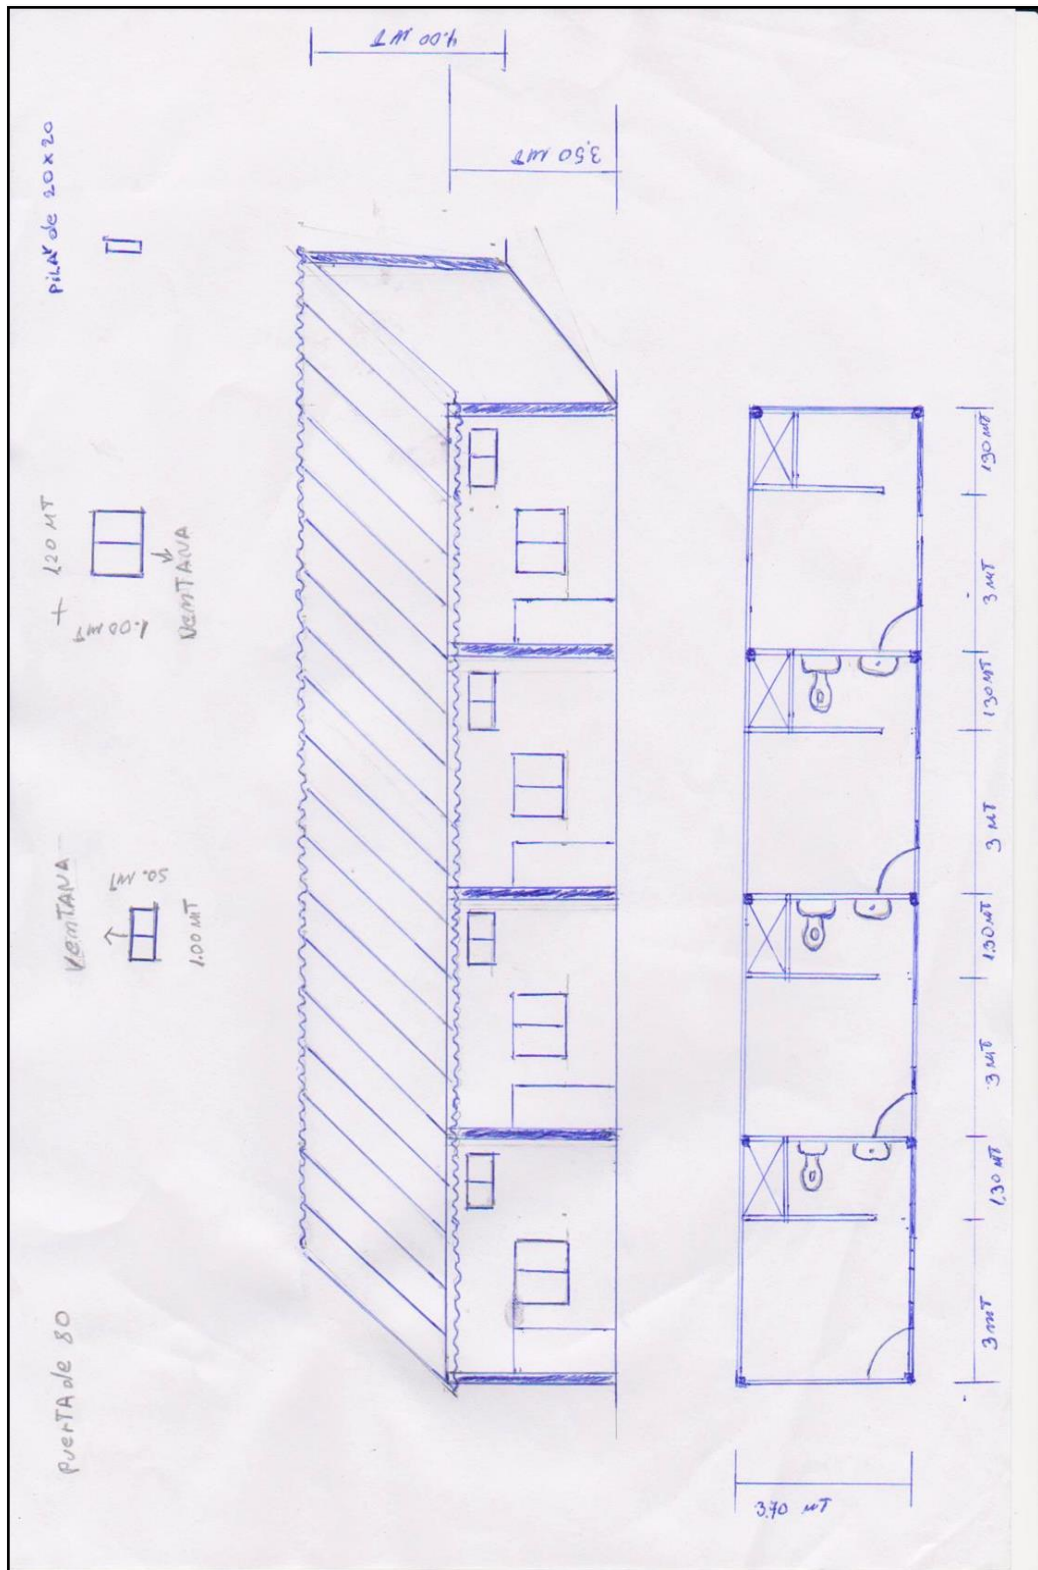 PuerTA de 80
VenTANA
50. MT
1.00 MT
+ 1,20 MT
1.00 MT
VenTANA
PILAR de 20x20
4.00 MT
3,50 MT
3,70 MT
3 MT 1,30 MT 3 MT 1,30 MT 3 MT 1,30 MT 3 MT 1,30 MT